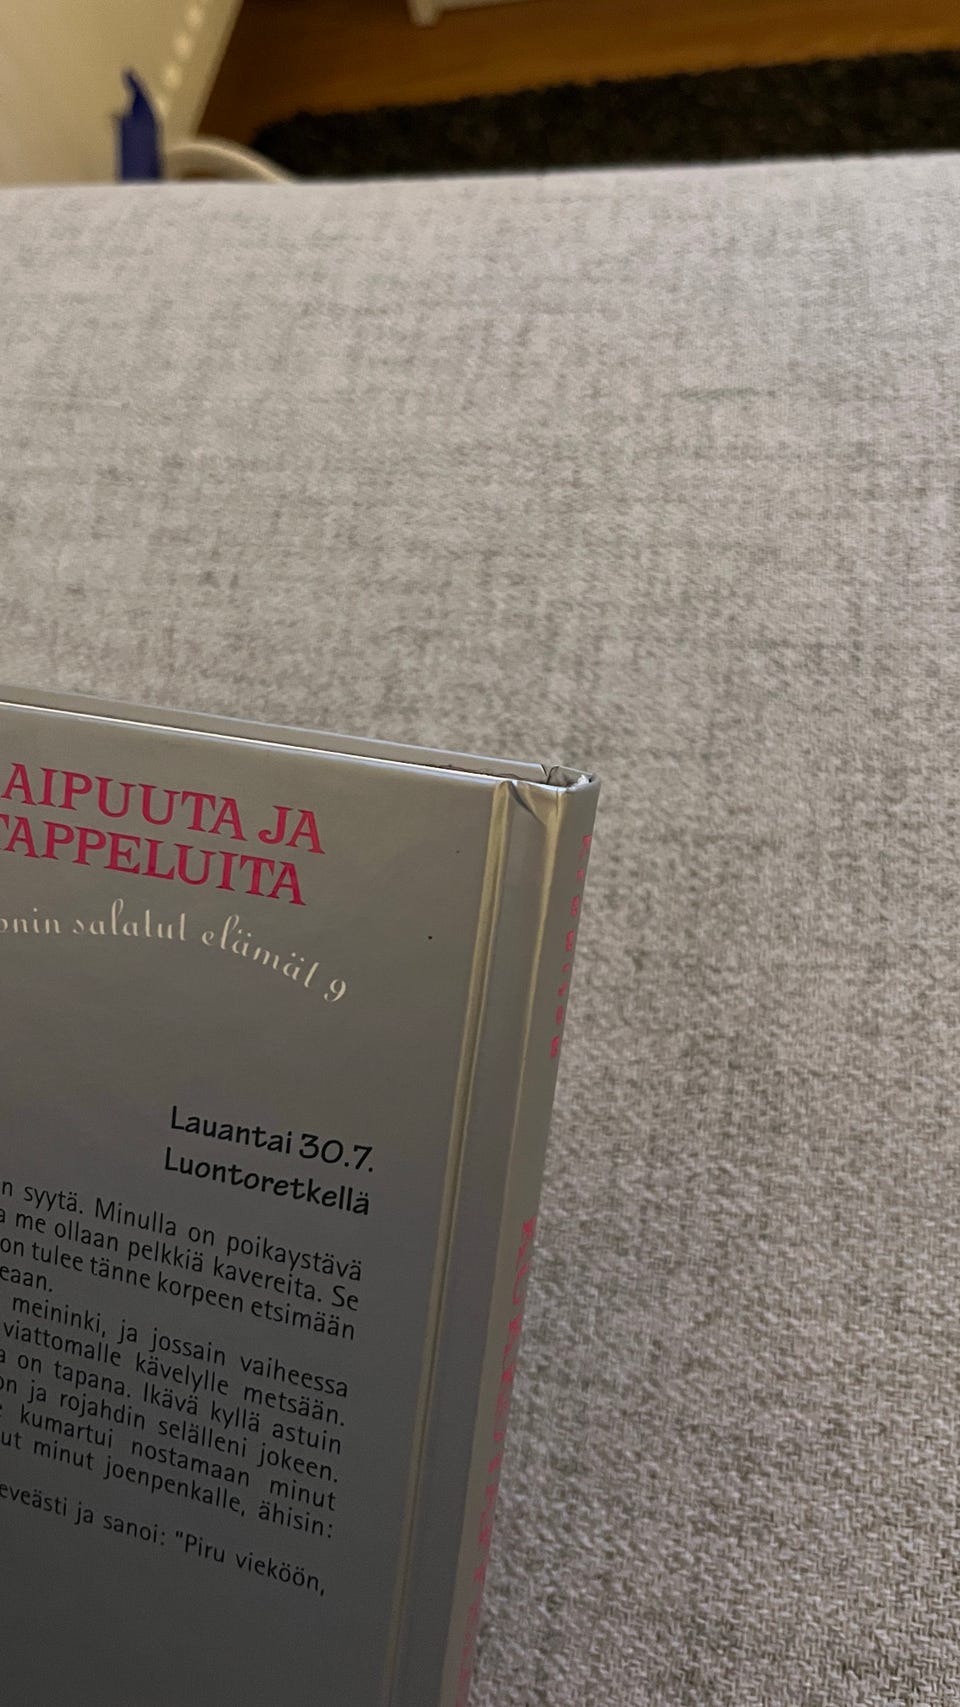 AIPUUTA JA
TAPPELUITA
onin salatut elämät 9
Lauantai 30.7.
Luontoretkellä
n syytä. Minulla on poikaystävä
a me ollaan pelkkiä kavereita. Se
on tulee tänne korpeen etsimään
eaan.
meininki, ja jossain vaiheessa
viattomalle kävelylle metsään.
a on tapana. Ikävä kyllä astuin
on ja rojahdin selälleni jokeen.
kumartui nostamaan minut
ut minut joenpenkalle, ähisin:
eveästi ja sanoi: "Piru vieköön,